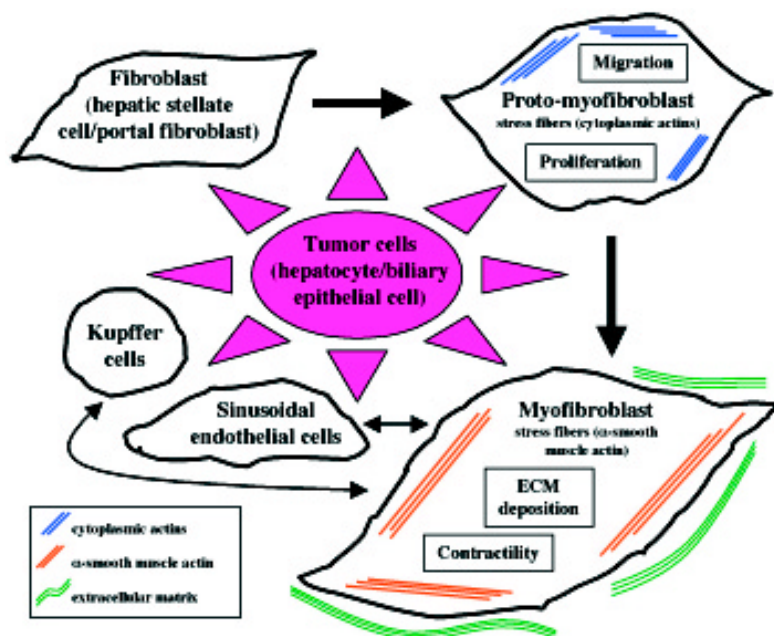 Fibroblast
(hepatic stellate
cell/portal fibroblast)
Migration
Proto-myofibroblast
stress fibers (cytoplasmic actins)
Proliferation
Tumor cells
(hepatocyte/biliary
epithelial cell)
Kupffer
cells
Sinusoidal
endothelial cells
Myofibroblast
stress fibers (α-smooth
muscle actin)
ECM
deposition
Contractility
cytoplasmic actins
α-smooth muscle actin
extracellular matrix